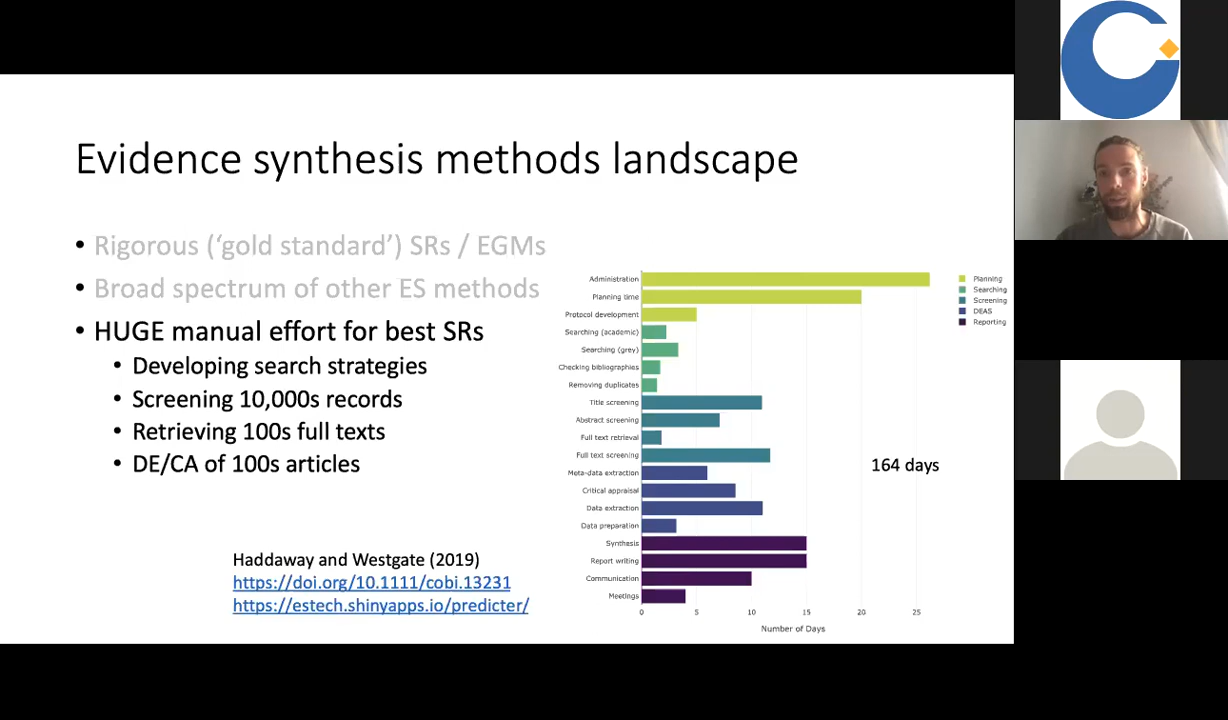 Evidence synthesis methods landscape
• Rigorous (‘gold standard’) SRs / EGMs
• Broad spectrum of other ES methods
• HUGE manual effort for best SRs
• Developing search strategies
• Screening 10,000s records
• Retrieving 100s full texts
• DE/CA of 100s articles
Haddaway and Westgate (2019)
https://doi.org/10.1111/cobi.13231
https://estech.shinyapps.io/predicter/
Administration
Planning time
Protocol development
Searching (academic)
Searching (grey)
Checking bibliographies
Removing duplicates
Title screening
Abstract screening
Full text retrieval
Full text screening
Meta-data extraction
Critical appraisal
Data extraction
Data preparation
Synthesis
Report writing
Communication
Meetings
0 5 10 15 20 25
Number of Days
164 days
Planning
Searching
Screening
DEAS
Reporting